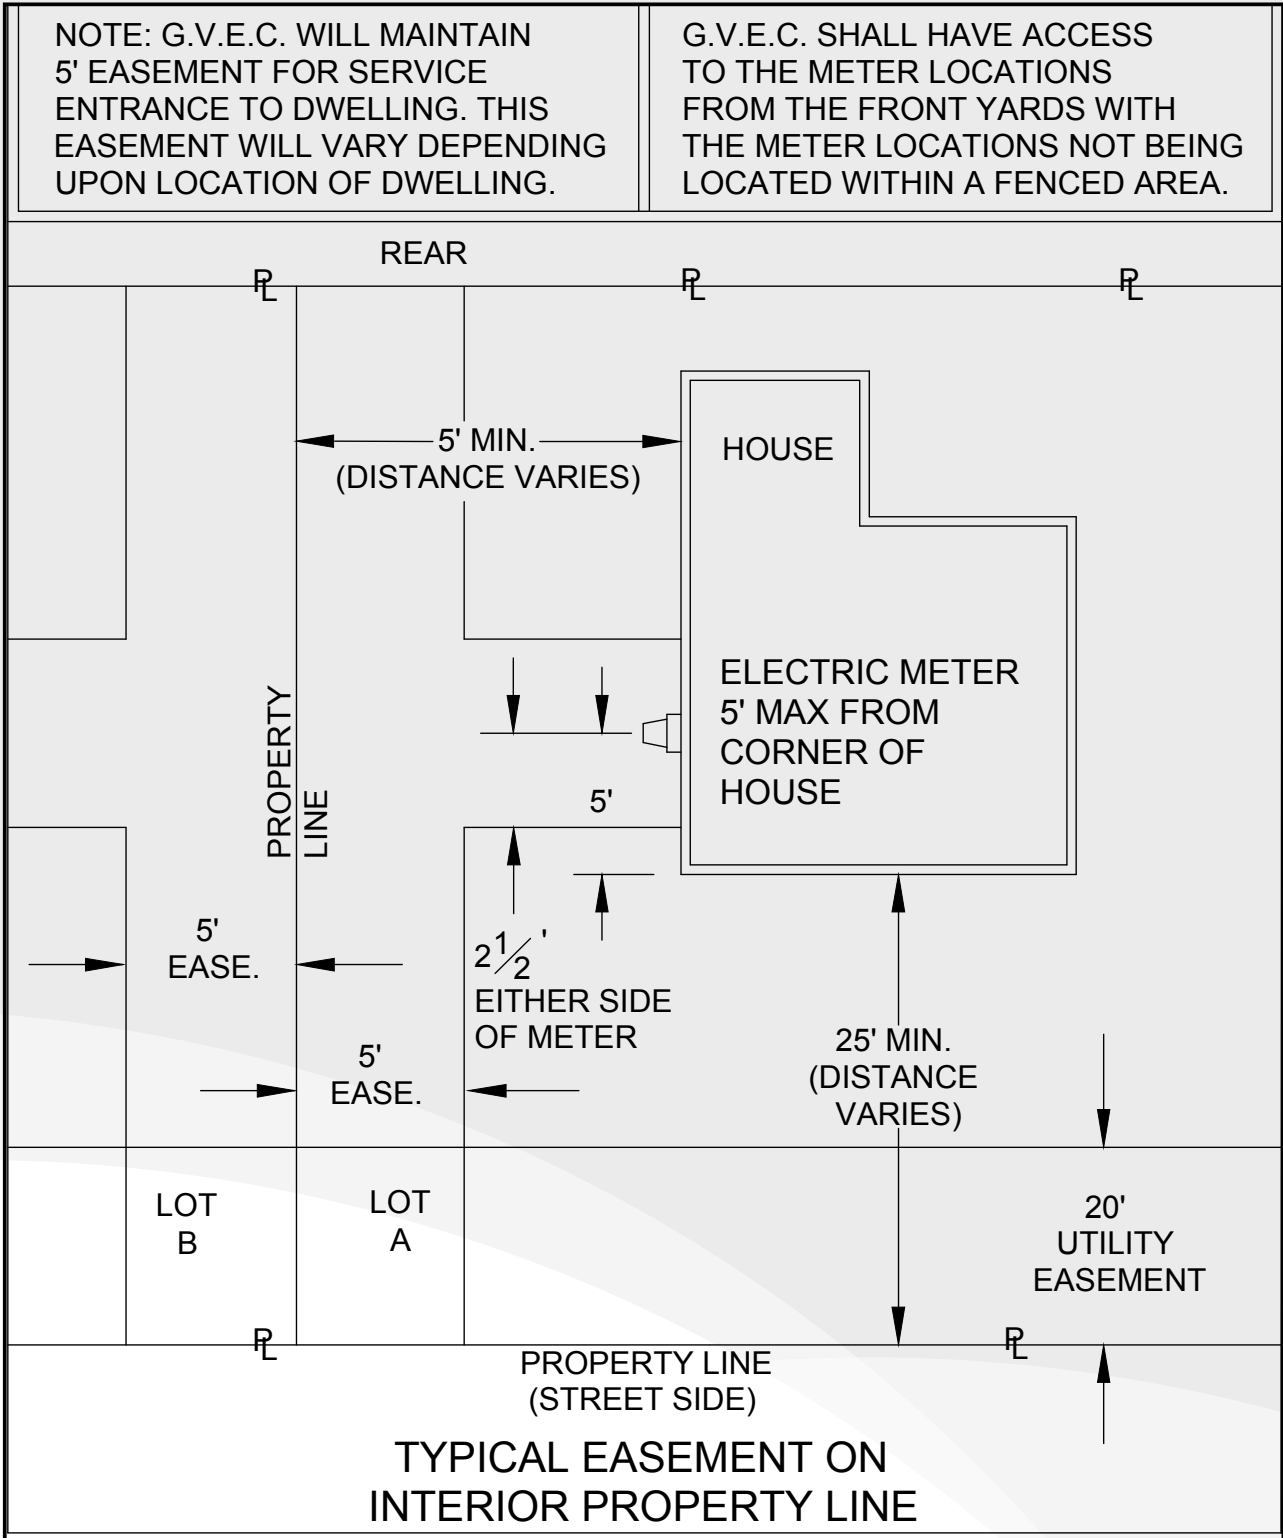 NOTE: G.V.E.C. WILL MAINTAIN
5' EASEMENT FOR SERVICE
ENTRANCE TO DWELLING. THIS
EASEMENT WILL VARY DEPENDING
UPON LOCATION OF DWELLING.
G.V.E.C. SHALL HAVE ACCESS
TO THE METER LOCATIONS
FROM THE FRONT YARDS WITH
THE METER LOCATIONS NOT BEING
LOCATED WITHIN A FENCED AREA.
REAR
PL
PL
PL
5' MIN.
(DISTANCE VARIES)
HOUSE
ELECTRIC METER
5' MAX FROM
CORNER OF
HOUSE
PROPERTY
LINE
5'
5'
EASE.
2 1/2 '
EITHER SIDE
OF METER
5'
EASE.
25' MIN.
(DISTANCE
VARIES)
LOT
B
LOT
A
20'
UTILITY
EASEMENT
PL
PL
PROPERTY LINE
(STREET SIDE)
TYPICAL EASEMENT ON
INTERIOR PROPERTY LINE